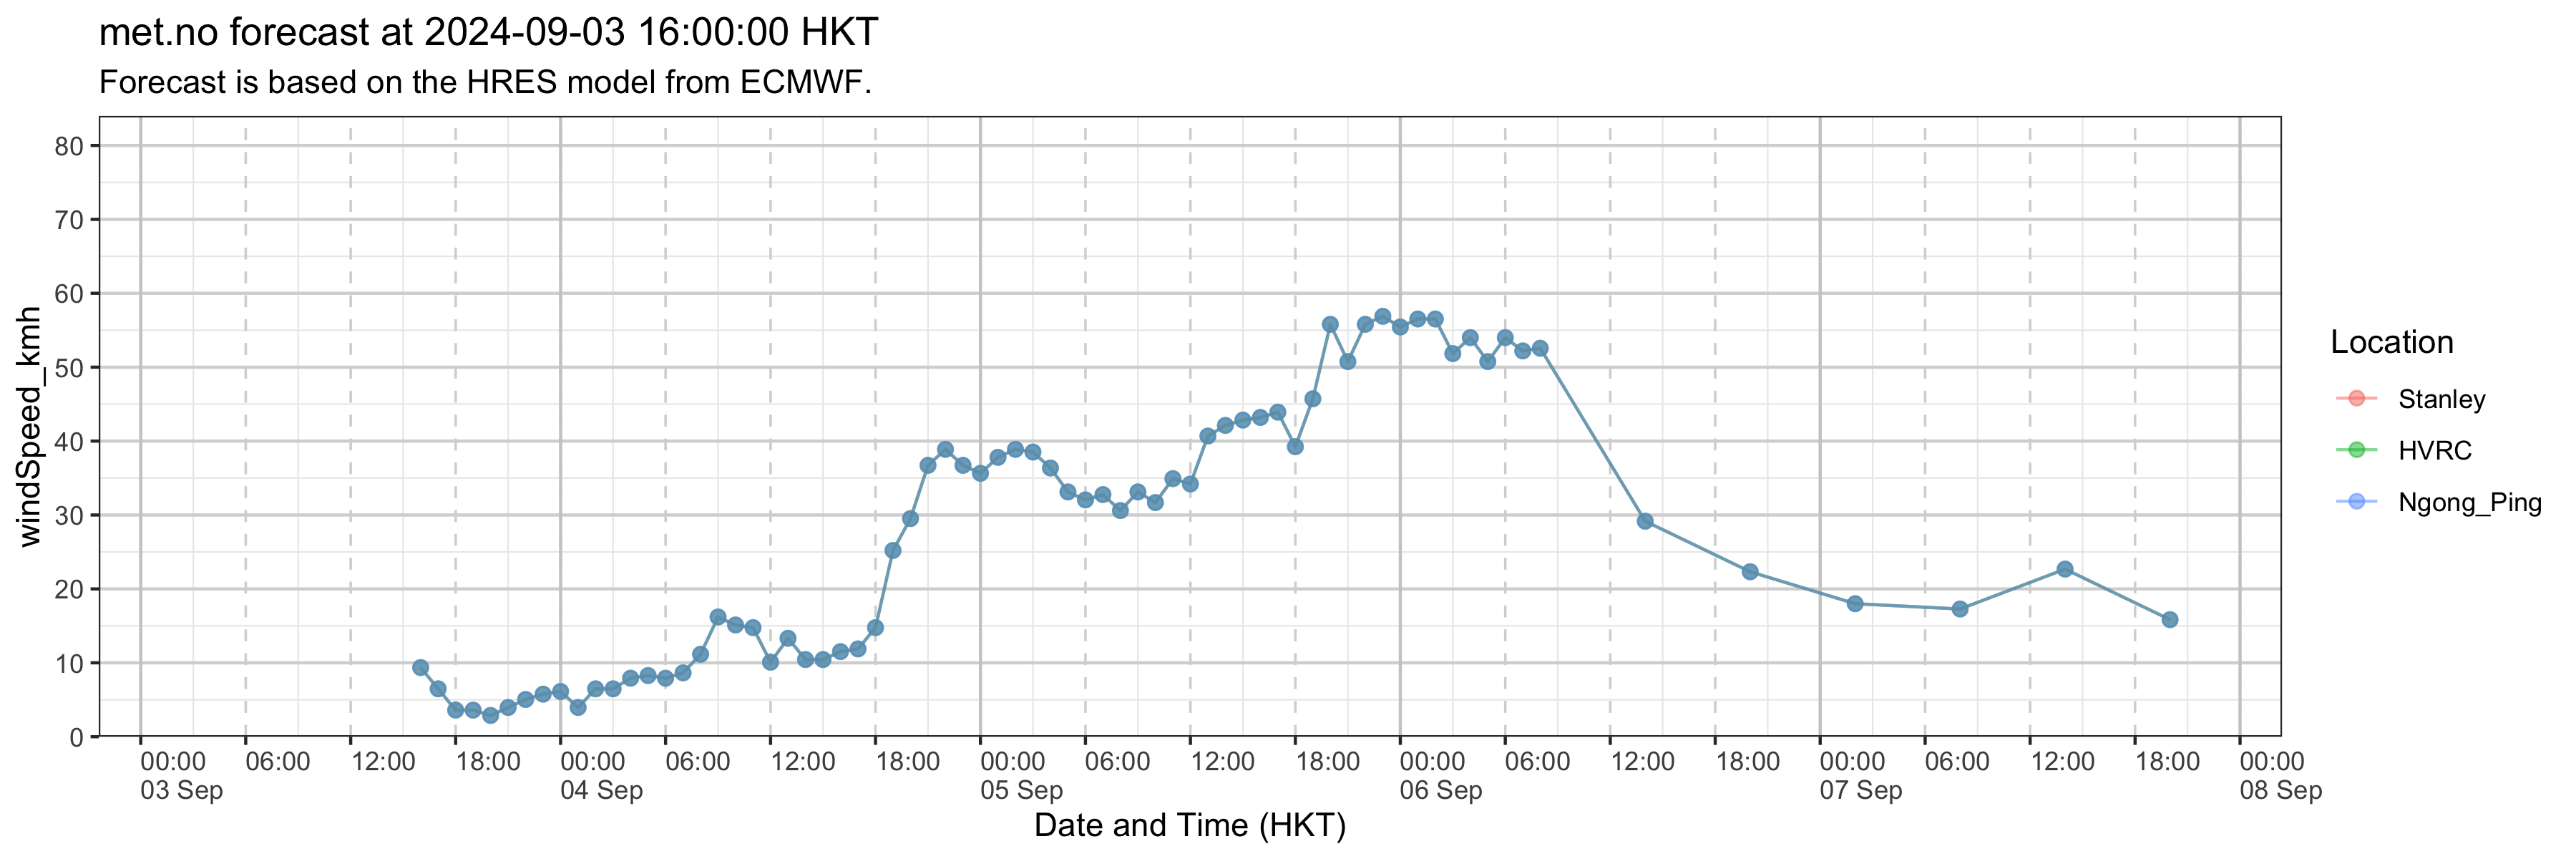 met.no forecast at 2024-09-03 16:00:00 HKT
Forecast is based on the HRES model from ECMWF.
windSpeed_kmh
80
70
60
50
40
30
20
10
0
00:00 06:00 12:00 18:00 00:00 06:00 12:00 18:00 00:00 06:00 12:00 18:00 00:00 06:00 12:00 18:00 00:00 06:00 12:00 18:00 00:00
03 Sep 04 Sep 05 Sep 06 Sep 07 Sep 08 Sep
Date and Time (HKT)
Location
Stanley
HVRC
Ngong_Ping